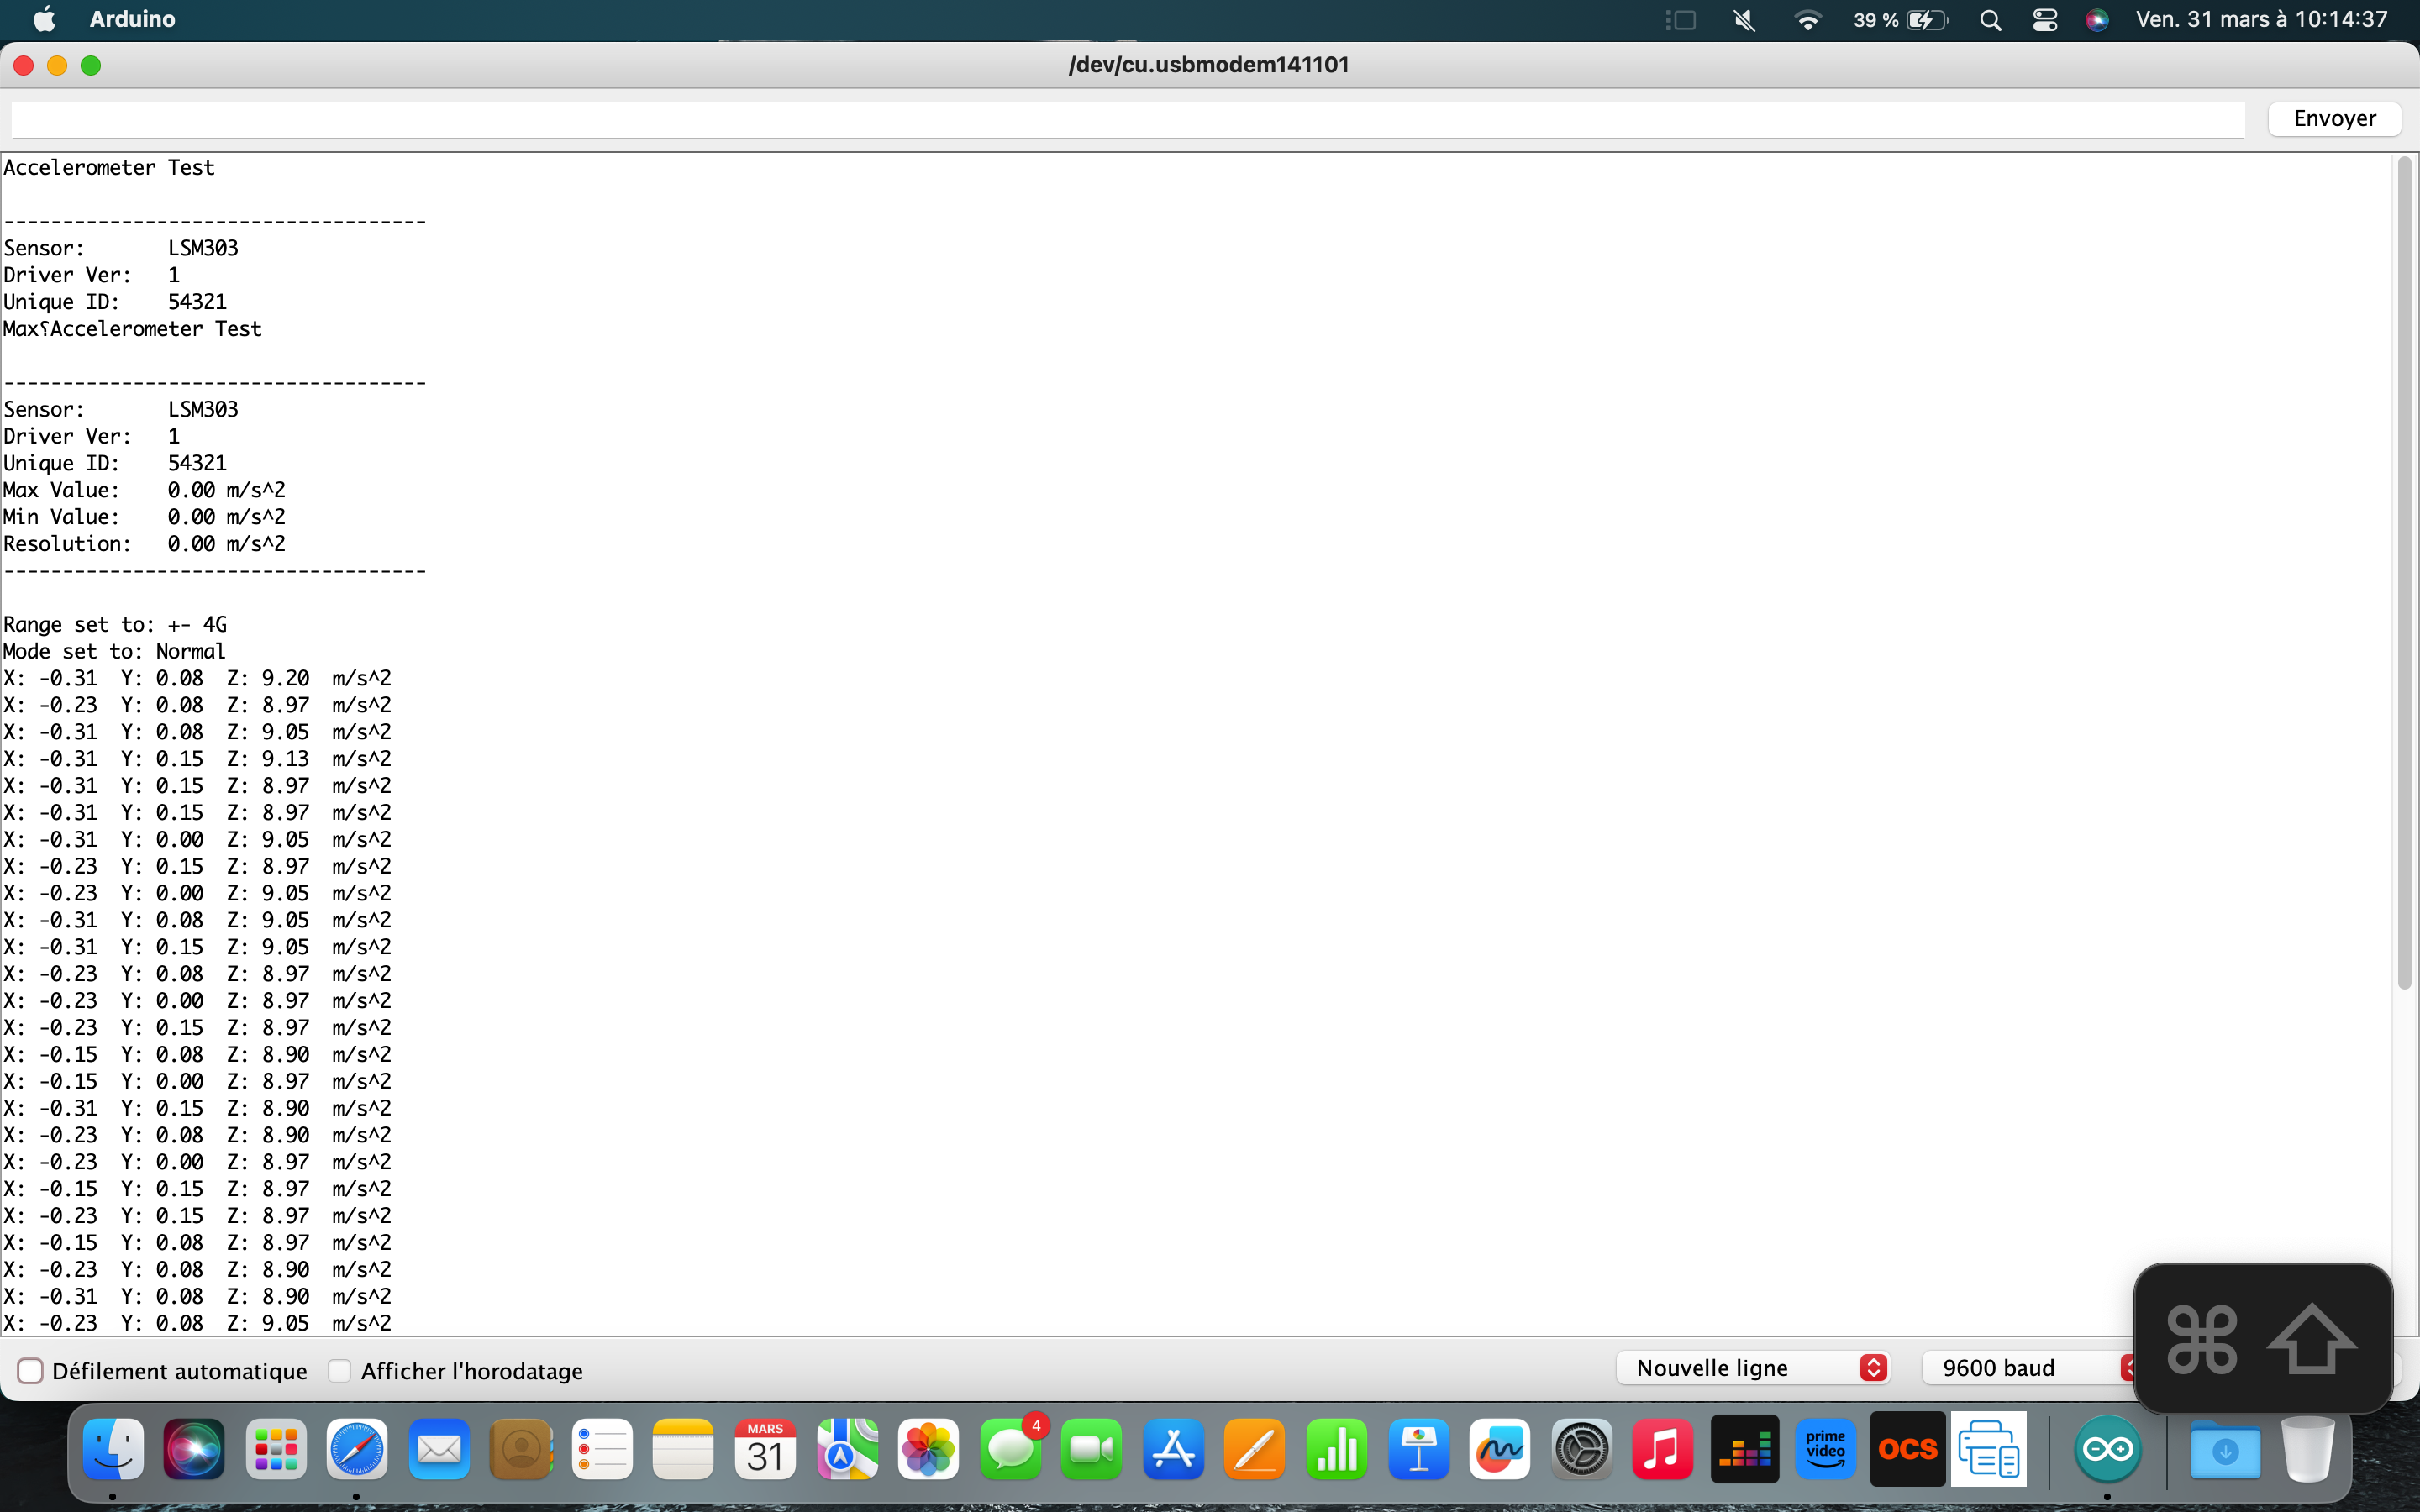 Arduino
39 %
Ven. 31 mars à 10:14:37
/dev/cu.usbmodem141101
Envoyer
Accelerometer Test
------------------------------------
Sensor:       LSM303
Driver Ver:   1
Unique ID:    54321
Max⸮Accelerometer Test
------------------------------------
Sensor:       LSM303
Driver Ver:   1
Unique ID:    54321
Max Value:    0.00 m/s^2
Min Value:    0.00 m/s^2
Resolution:   0.00 m/s^2
------------------------------------
Range set to: +- 4G
Mode set to: Normal
X: -0.31  Y: 0.08  Z: 9.20  m/s^2
X: -0.23  Y: 0.08  Z: 8.97  m/s^2
X: -0.31  Y: 0.08  Z: 9.05  m/s^2
X: -0.31  Y: 0.15  Z: 9.13  m/s^2
X: -0.31  Y: 0.15  Z: 8.97  m/s^2
X: -0.31  Y: 0.15  Z: 8.97  m/s^2
X: -0.31  Y: 0.00  Z: 9.05  m/s^2
X: -0.23  Y: 0.15  Z: 8.97  m/s^2
X: -0.23  Y: 0.00  Z: 9.05  m/s^2
X: -0.31  Y: 0.08  Z: 9.05  m/s^2
X: -0.31  Y: 0.15  Z: 9.05  m/s^2
X: -0.23  Y: 0.08  Z: 8.97  m/s^2
X: -0.23  Y: 0.00  Z: 8.97  m/s^2
X: -0.23  Y: 0.15  Z: 8.97  m/s^2
X: -0.15  Y: 0.08  Z: 8.90  m/s^2
X: -0.15  Y: 0.00  Z: 8.97  m/s^2
X: -0.31  Y: 0.15  Z: 8.90  m/s^2
X: -0.23  Y: 0.08  Z: 8.90  m/s^2
X: -0.23  Y: 0.00  Z: 8.97  m/s^2
X: -0.15  Y: 0.15  Z: 8.97  m/s^2
X: -0.23  Y: 0.15  Z: 8.97  m/s^2
X: -0.15  Y: 0.08  Z: 8.97  m/s^2
X: -0.23  Y: 0.08  Z: 8.90  m/s^2
X: -0.31  Y: 0.08  Z: 8.90  m/s^2
X: -0.23  Y: 0.08  Z: 9.05  m/s^2
Défilement automatique
Afficher l'horodatage
Nouvelle ligne
9600 baud
MARS
31
4
prime video
OCS